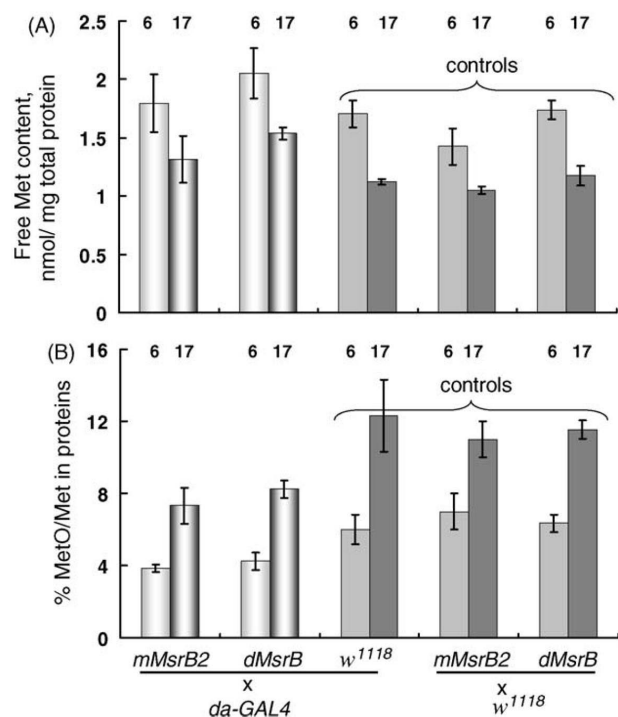 (A)
Free Met content,
nmol/ mg total protein
2.5
2
1.5
1
0.5
0
6 17 6 17 6 17 6 17 6 17
controls
(B)
% MetO/Met in proteins
16
12
8
4
0
6 17 6 17 6 17 6 17 6 17
controls
mMsrB2 dMsrB w¹¹¹⁸ mMsrB2 dMsrB
x x
da-GAL4 w¹¹¹⁸